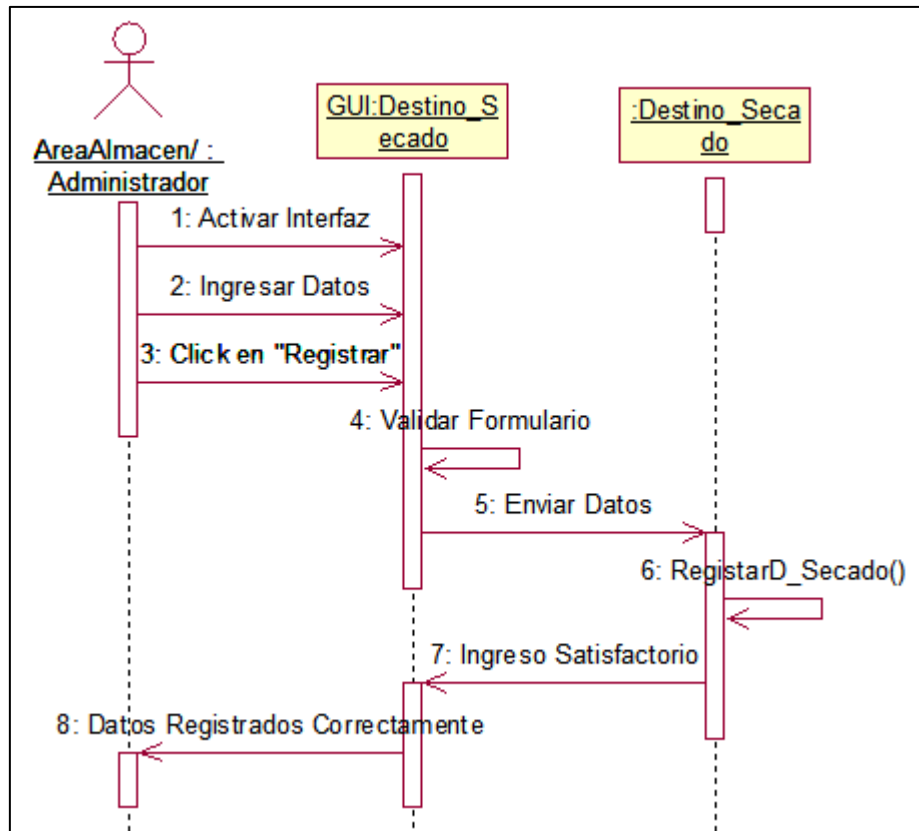 GUI:Destino_S
ecado
:Destino_Seca
do
AreaAlmacen/ :
Administrador
1: Activar Interfaz
2: Ingresar Datos
3: Click en "Registrar"
4: Validar Formulario
5: Enviar Datos
6: RegistarD_Secado()
7: Ingreso Satisfactorio
8: Datos Registrados Correctamente